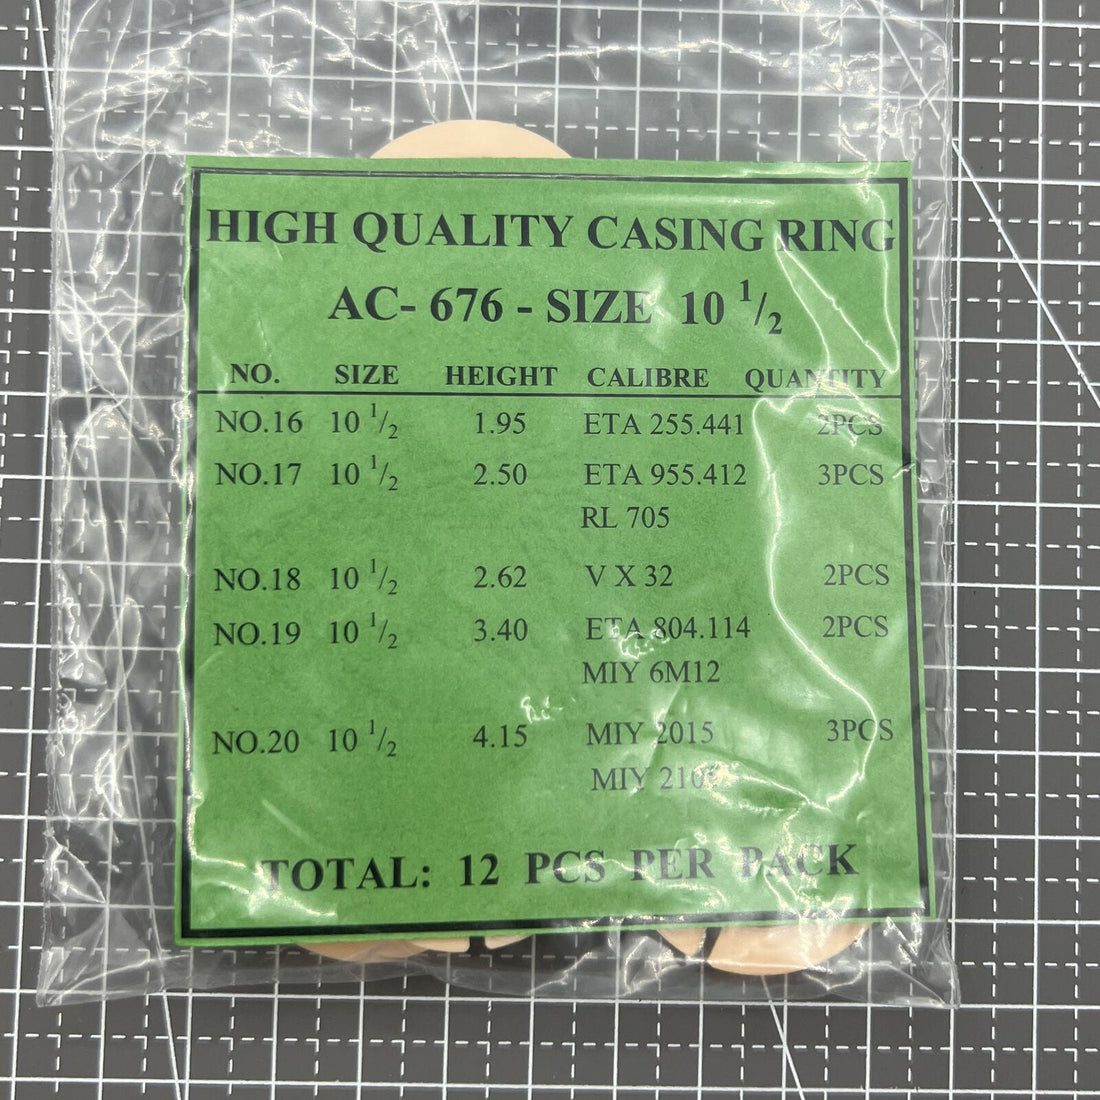 HIGH QUALITY CASING RING
AC- 676 - SIZE 10 1/2
NO. SIZE HEIGHT CALIBRE QUANTITY
NO.16 10 1/2 1.95 ETA 255.441 2PCS
NO.17 10 1/2 2.50 ETA 955.412 3PCS
RL 705
NO.18 10 1/2 2.62 V X 32 2PCS
NO.19 10 1/2 3.40 ETA 804.114 2PCS
MIY 6M12
NO.20 10 1/2 4.15 MIY 2015 3PCS
MIY
TOTAL: 12 PCS PER PACK